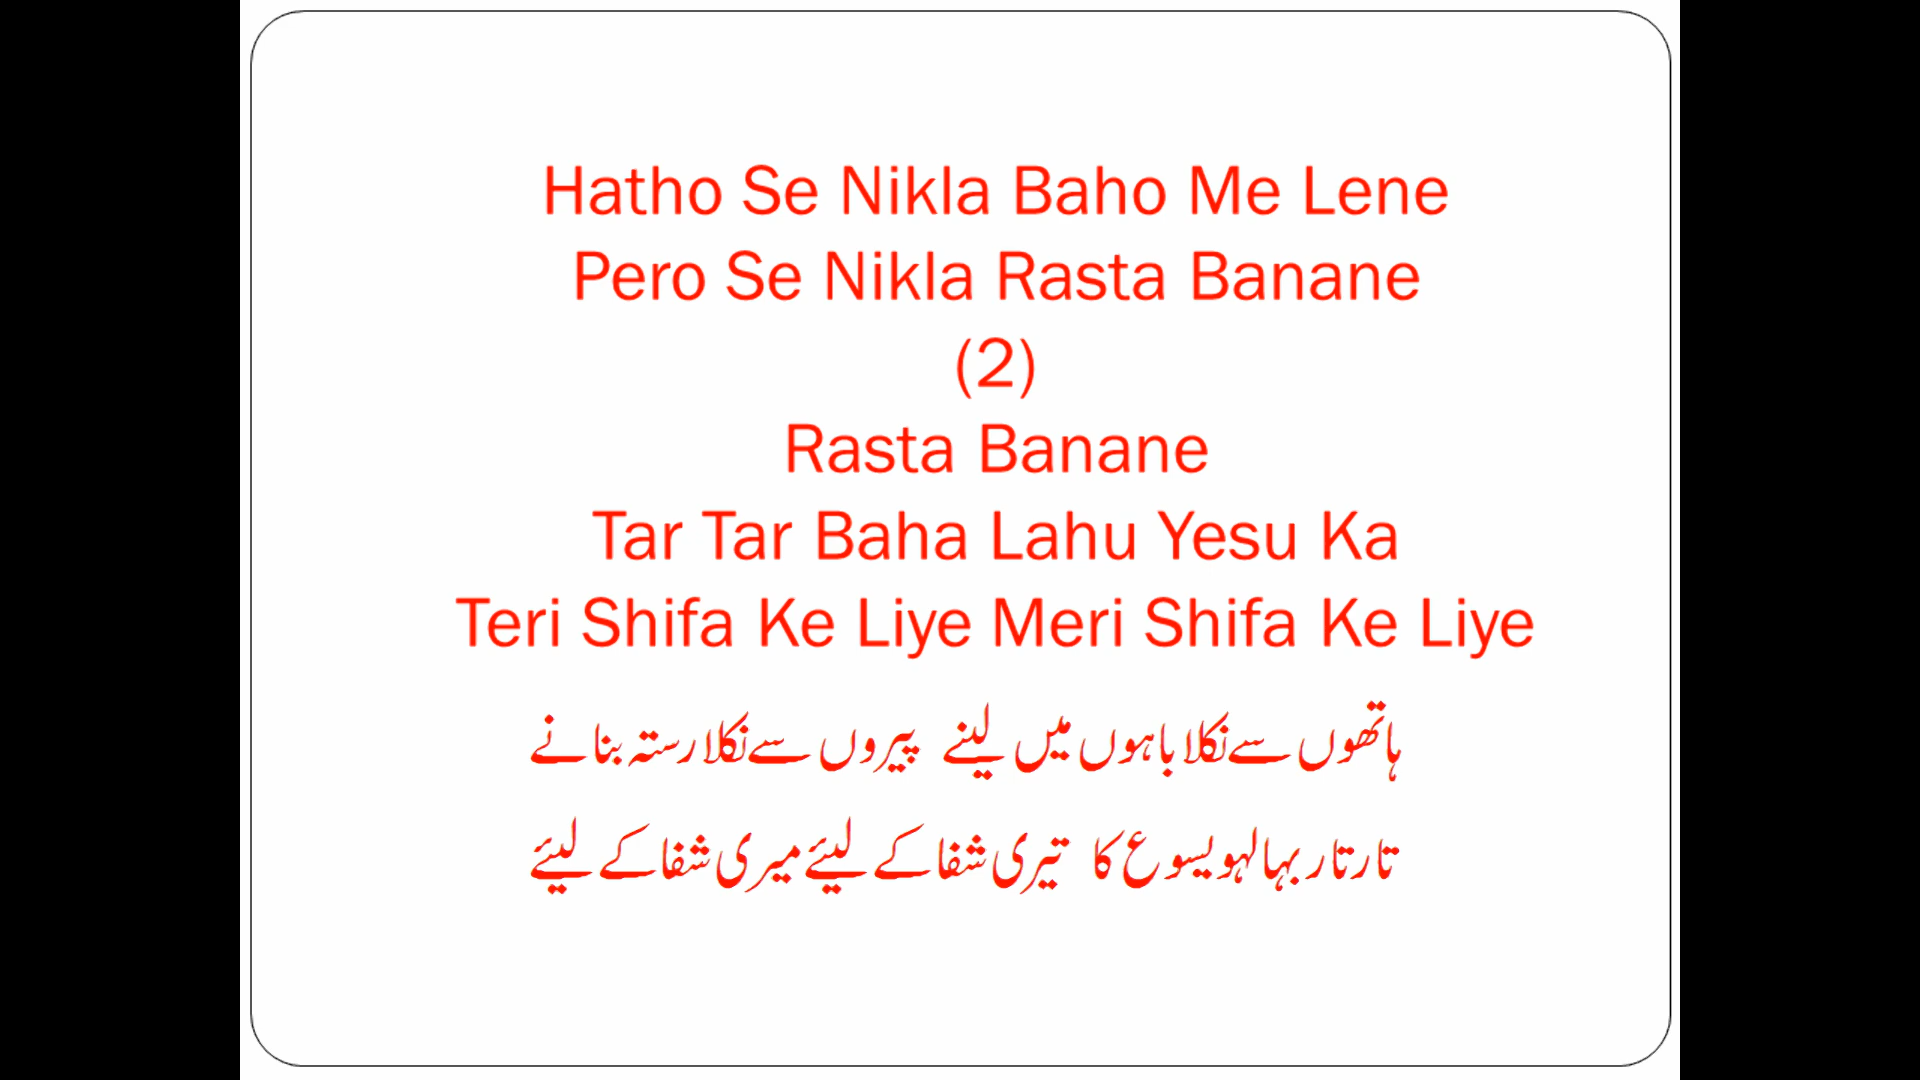 Hatho Se Nikla Baho Me Lene
Pero Se Nikla Rasta Banane
(2)
Rasta Banane
Tar Tar Baha Lahu Yesu Ka
Teri Shifa Ke Liye Meri Shifa Ke Liye
ہاتھوں سے نکلا باہوں میں لینے پیروں سے نکلا رستہ بنانے
تار تار بہا لہو یسوع کا تیری شفا کے لیئے میری شفا کے لیئے